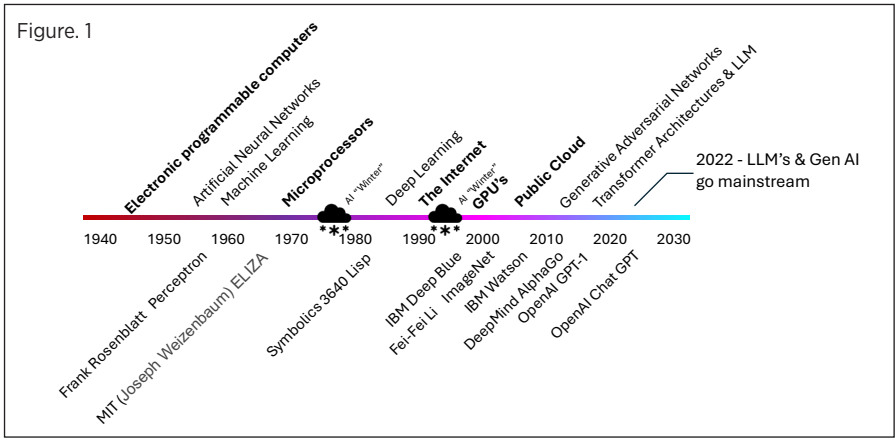 Figure. 1
Electronic programmable computers
Artificial Neural Networks
Machine Learning
Microprocessors
AI "Winter"
Deep Learning
The Internet
AI "Winter"
GPU's
Public Cloud
Generative Adversarial Networks
Transformer Architectures & LLM
2022 - LLM's & Gen AI
go mainstream
1940 1950 1960 1970 1980 1990 2000 2010 2020 2030
Frank Rosenblatt Perceptron
MIT (Joseph Weizenbaum) ELIZA
Symbolics 3640 Lisp
IBM Deep Blue
Fei-Fei Li ImageNet
IBM Watson
DeepMind AlphaGo
OpenAI GPT-1
OpenAI Chat GPT